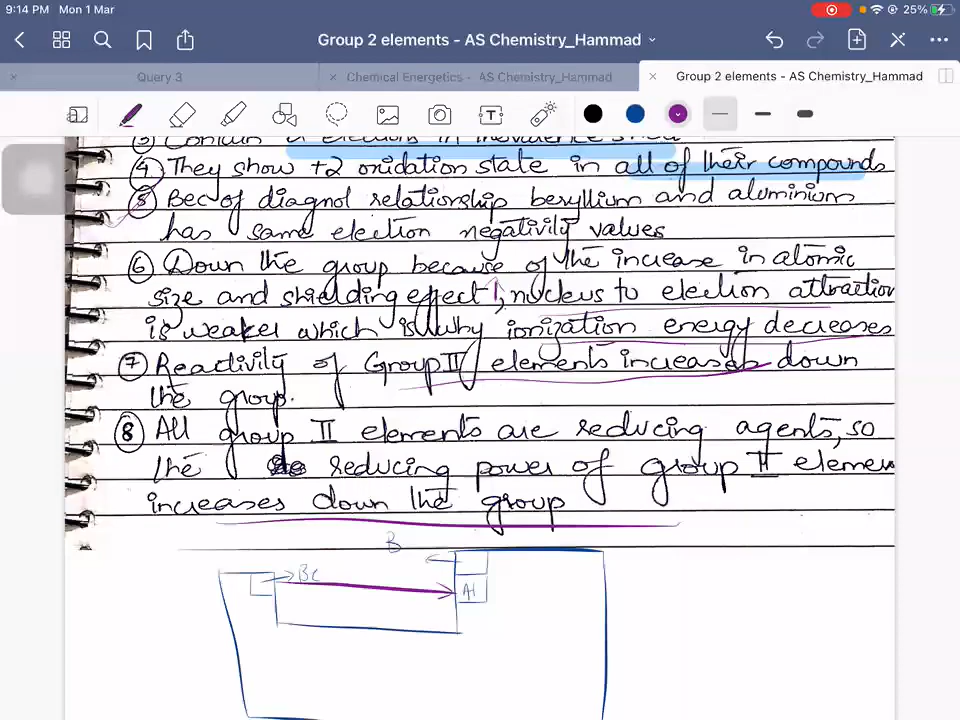 9:14 PM Mon 1 Mar
25%
Group 2 elements - AS Chemistry_Hammad
Query 3
Chemical Energetics - AS Chemistry_Hammad
Group 2 elements - AS Chemistry_Hammad
T
④ They show +2 oxidation state in all of their compounds
⑤ Bec of diagnol relationship beryllium and aluminium
has same election negativity values
⑥ Down the group because of the increase in atomic
size and shielding effect, nucleus to election attraction
is weaker which is why ionization energy decreases
⑦ Reactivity of Group II elements increases down
the group.
⑧ All group II elements are reducing agents, so
the reducing power of group II elemen
increases down the group
B
Be
Al